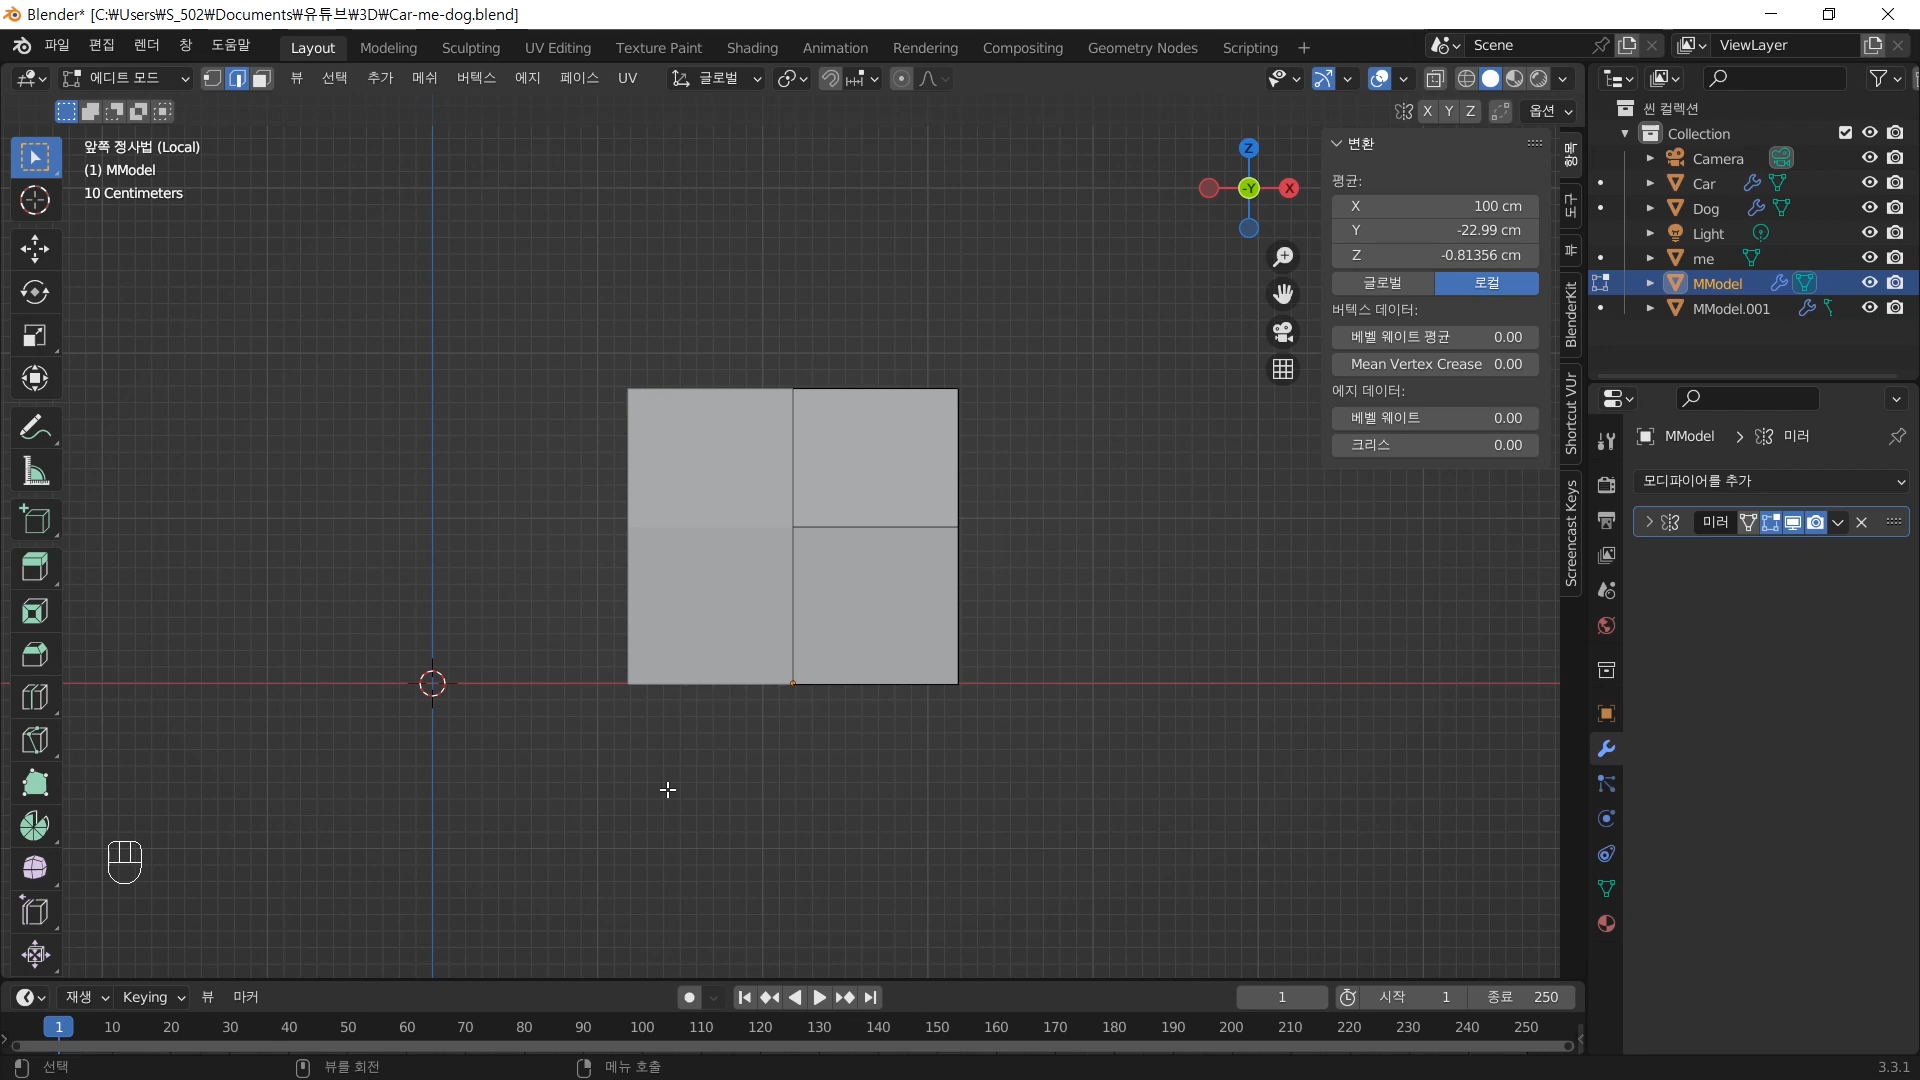 Blender* [C:₩Users₩S_502₩Documents₩유튜브₩3D₩Car-me-dog.blend]
파일 편집 렌더 창 도움말 Layout Modeling Sculpting UV Editing Texture Paint Shading Animation Rendering Compositing Geometry Nodes Scripting + Scene ViewLayer
에디트 모드 뷰 선택 추가 메쉬 버텍스 에지 페이스 UV 글로벌
X Y Z 옵션
앞쪽 정사법 (Local)
(1) MModel
10 Centimeters
Z
-Y X
변환
평균:
X 100 cm
Y -22.99 cm
Z -0.81356 cm
글로벌 로컬
버텍스 데이터:
베벨 웨이트 평균 0.00
Mean Vertex Crease 0.00
에지 데이터:
베벨 웨이트 0.00
크리스 0.00
항목
도구
뷰
BlenderKit
Shortcut VUr
Screencast Keys
씬 컬렉션
Collection
Camera
Car
Dog
Light
me
MModel
MModel.001
MModel > 미러
모디파이어를 추가
미러
재생 Keying 뷰 마커 1 시작 1 종료 250
1 10 20 30 40 50 60 70 80 90 100 110 120 130 140 150 160 170 180 190 200 210 220 230 240 250
선택 뷰를 회전 메뉴 호출 3.3.1